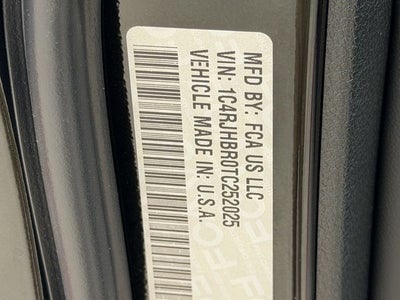 MFD BY: FCA US LLC
VIN: 1C4RJHBR0TC252025
VEHICLE MADE IN: U.S.A.